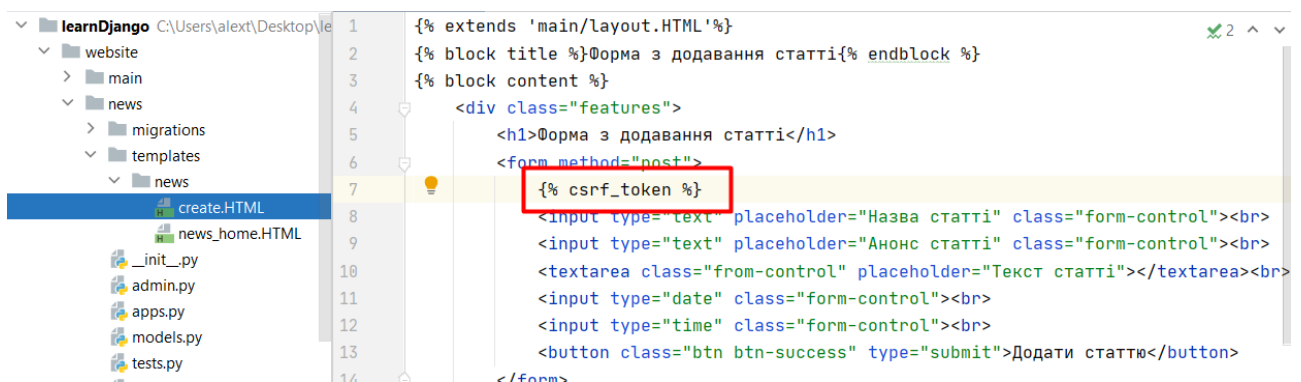 learnDjango C:\Users\alext\Desktop\le
website
main
news
migrations
templates
news
create.HTML
news_home.HTML
__init__.py
admin.py
apps.py
models.py
tests.py
1 {% extends 'main/layout.HTML'%}
2 {% block title %}Форма з додавання статті{% endblock %}
3 {% block content %}
4 <div class="features">
5 <h1>Форма з додавання статті</h1>
6 <form method="post">
7 {% csrf_token %}
8 <input type="text" placeholder="Назва статті" class="form-control"><br>
9 <input type="text" placeholder="Анонс статті" class="form-control"><br>
10 <textarea class="from-control" placeholder="Текст статті"></textarea><br>
11 <input type="date" class="form-control"><br>
12 <input type="time" class="form-control"><br>
13 <button class="btn btn-success" type="submit">Додати статтю</button>
14 </form>
2